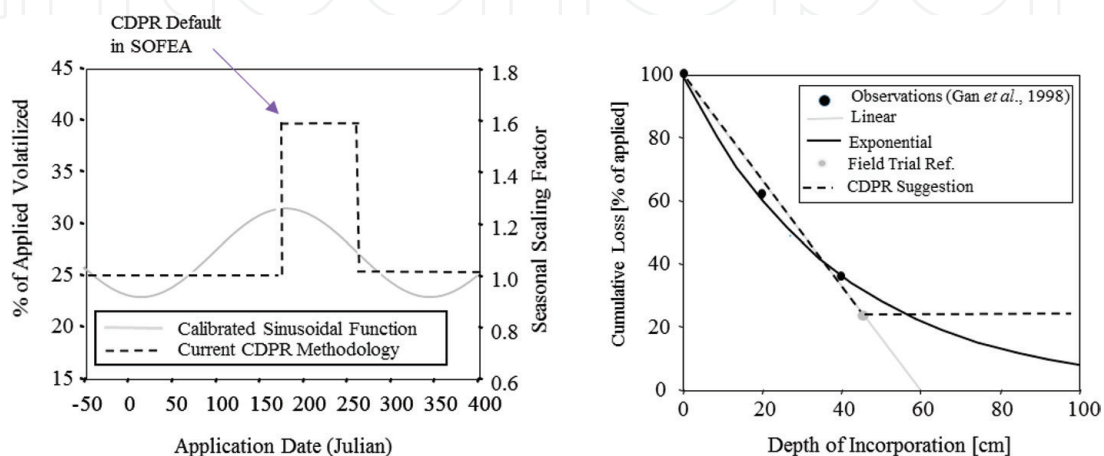 CDPR Default
in SOFEA
45
40
35
30
25
20
15
% of Applied Volatilized
1.8
1.6
1.4
1.2
1.0
0.8
0.6
Seasonal Scaling Factor
Calibrated Sinusoidal Function
Current CDPR Methodology
-50 0 50 100 150 200 250 300 350 400
Application Date (Julian)
100
80
60
40
20
0
Cumulative Loss [% of applied]
Observations (Gan et al., 1998)
Linear
Exponential
Field Trial Ref.
CDPR Suggestion
0 20 40 60 80 100
Depth of Incorporation [cm]